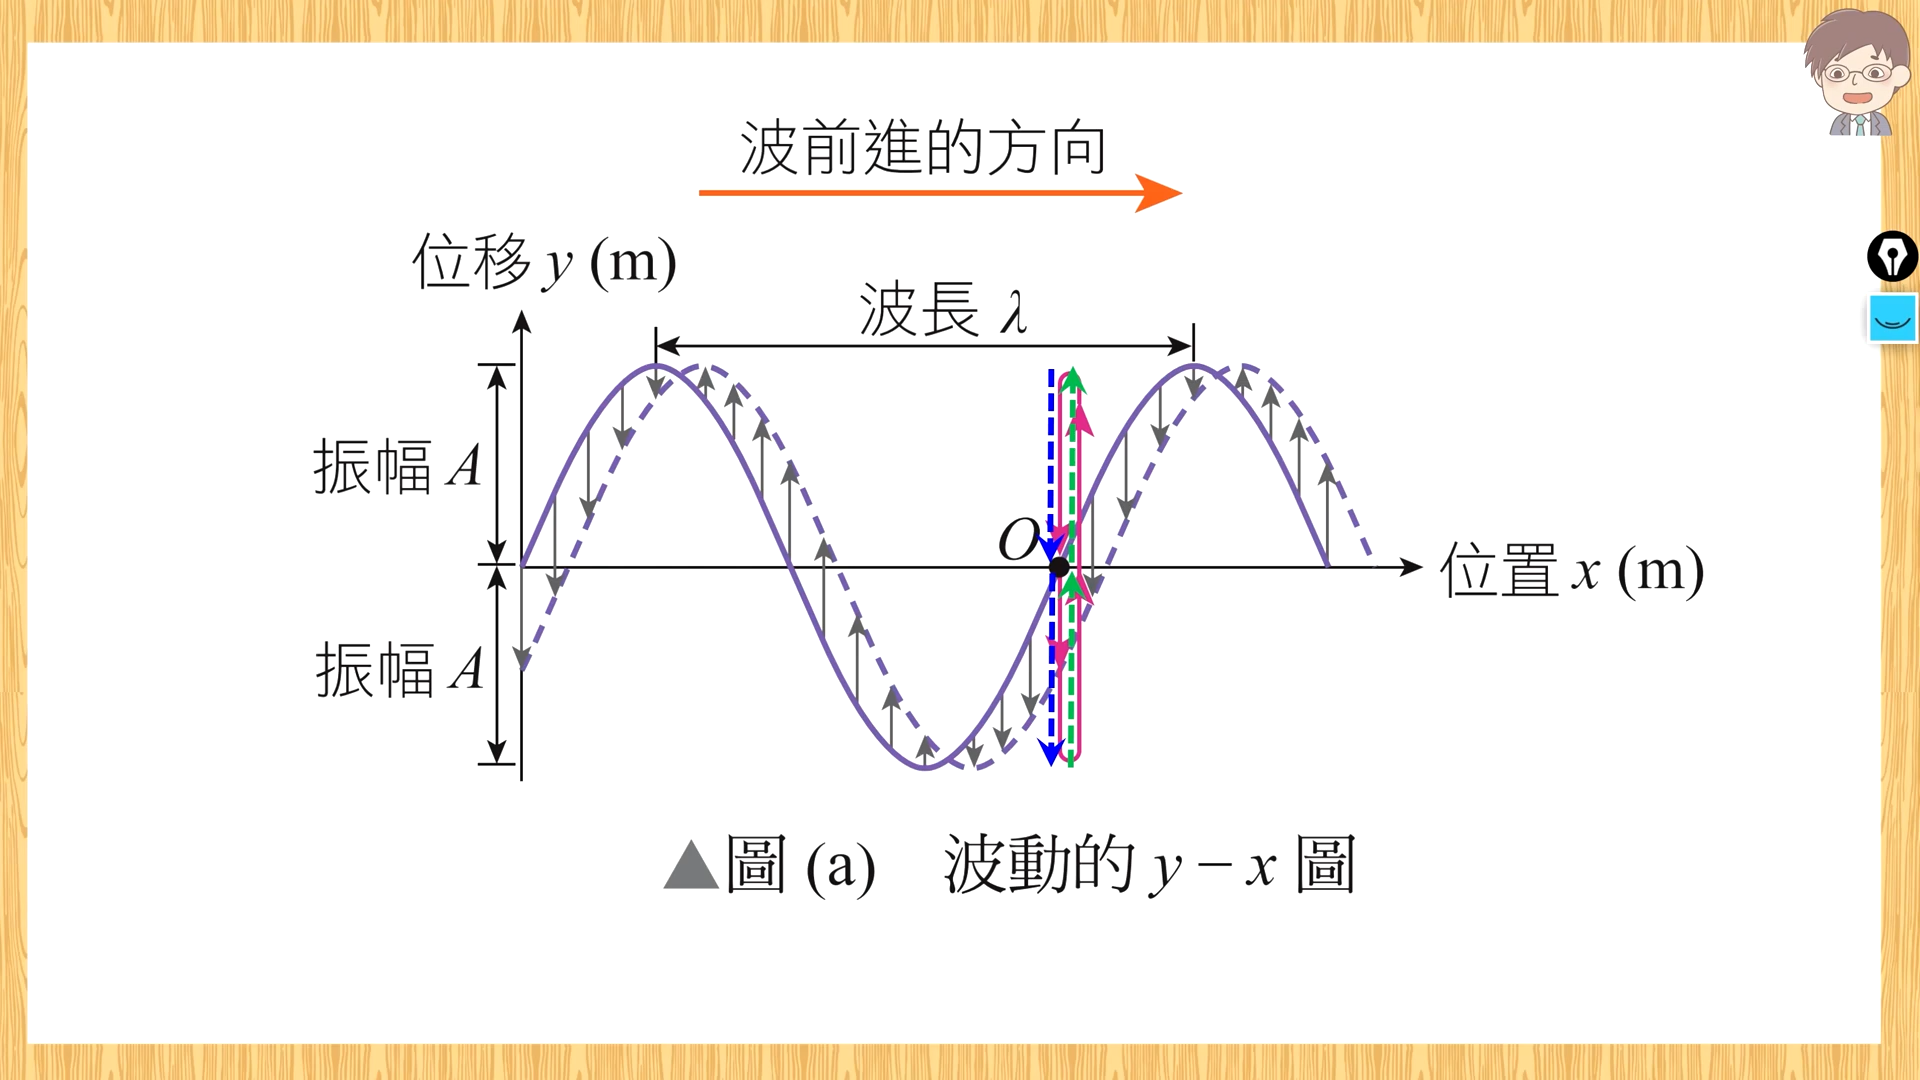 波前進的方向
位移 y (m)
波長 λ
振幅 A
O
位置 x (m)
振幅 A
▲圖 (a) 波動的 y − x 圖